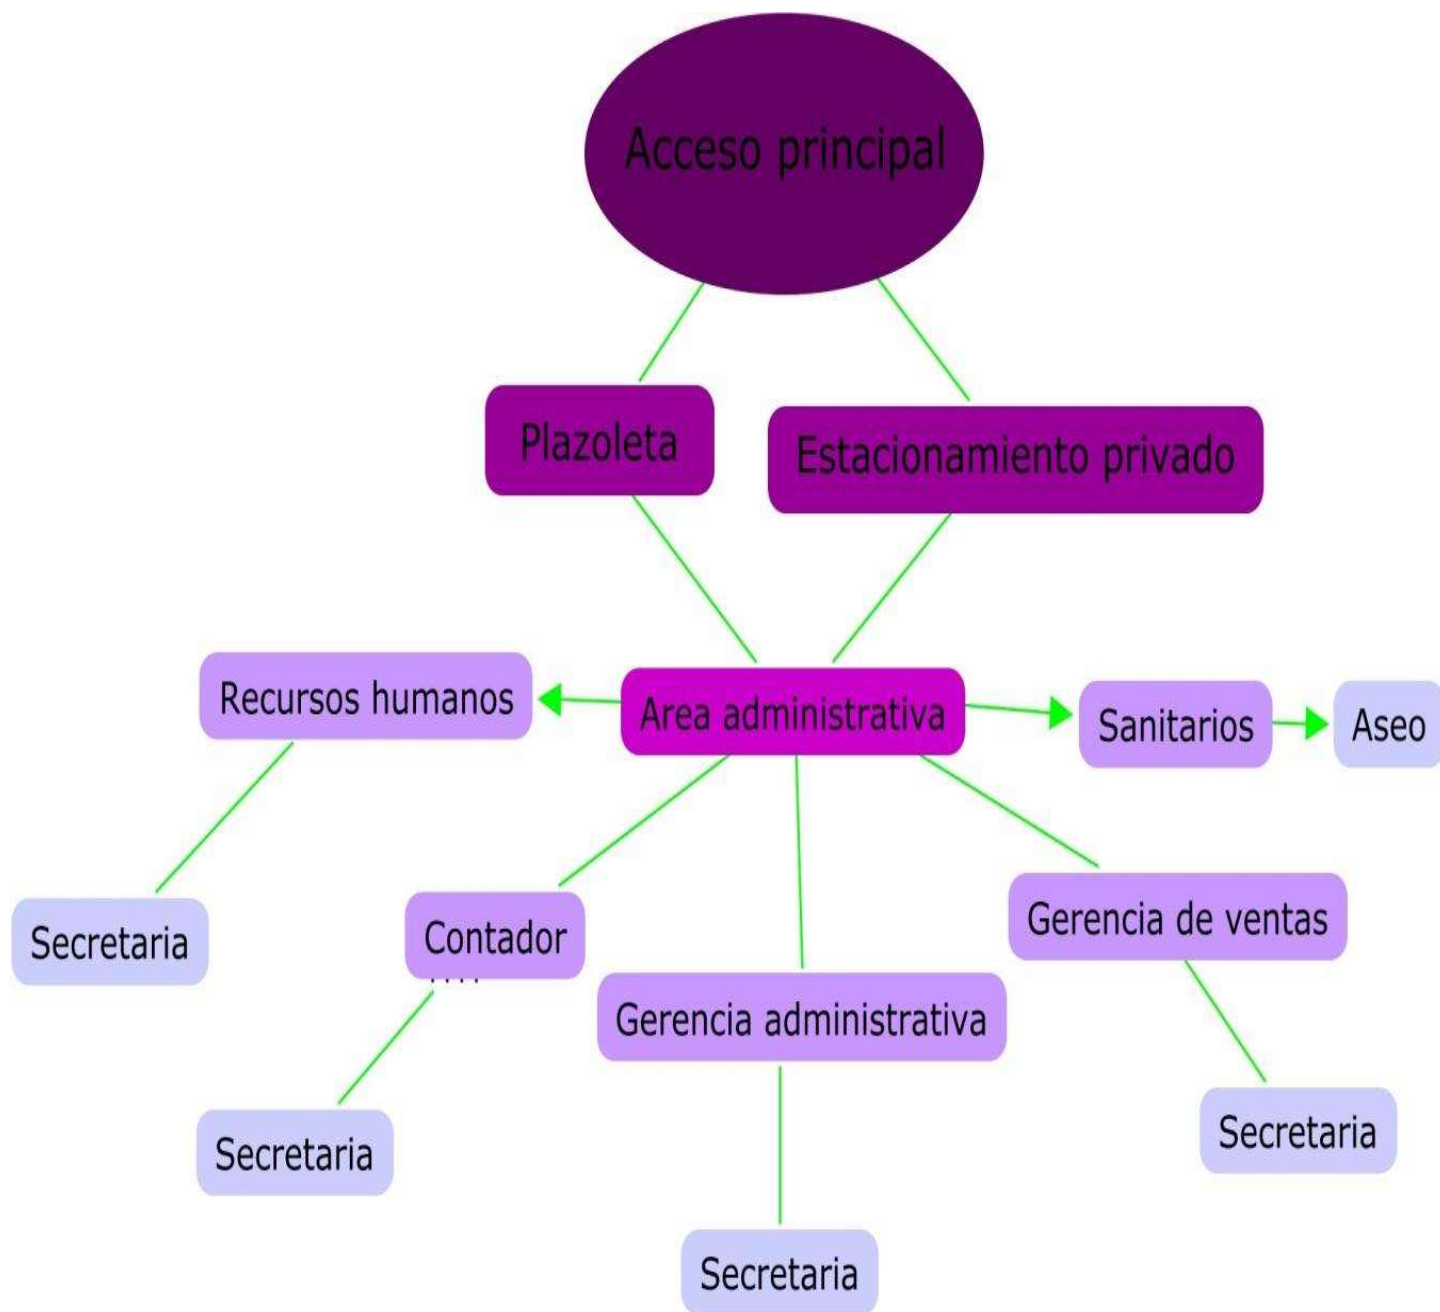 Acceso principal
Plazoleta
Estacionamiento privado
Recursos humanos
Area administrativa
Sanitarios
Aseo
Secretaria
Contador
Gerencia de ventas
Gerencia administrativa
Secretaria
Secretaria
Secretaria